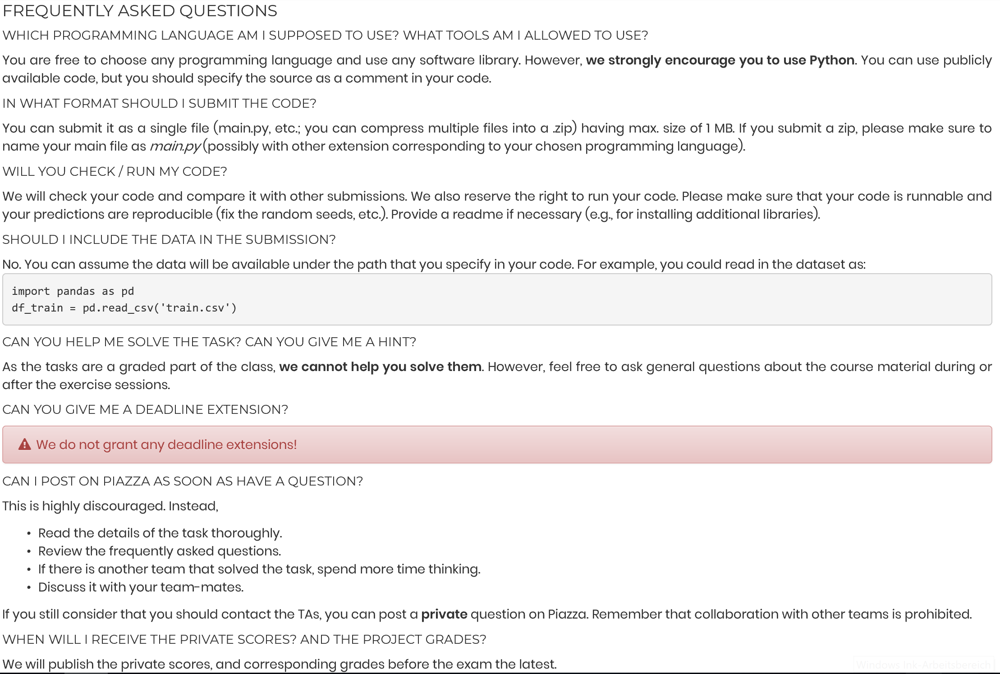 FREQUENTLY ASKED QUESTIONS
WHICH PROGRAMMING LANGUAGE AM I SUPPOSED TO USE? WHAT TOOLS AM I ALLOWED TO USE?
You are free to choose any programming language and use any software library. However, we strongly encourage you to use Python. You can use publicly
available code, but you should specify the source as a comment in your code.
IN WHAT FORMAT SHOULD I SUBMIT THE CODE?
You can submit it as a single file (main.py, etc.; you can compress multiple files into a .zip) having max. size of 1 MB. If you submit a zip, please make sure to
name your main file as main.py (possibly with other extension corresponding to your chosen programming language).
WILL YOU CHECK / RUN MY CODE?
We will check your code and compare it with other submissions. We also reserve the right to run your code. Please make sure that your code is runnable and
your predictions are reproducible (fix the random seeds, etc.). Provide a readme if necessary (e.g., for installing additional libraries).
SHOULD I INCLUDE THE DATA IN THE SUBMISSION?
No. You can assume the data will be available under the path that you specify in your code. For example, you could read in the dataset as:
import pandas as pd
df_train = pd.read_csv('train.csv')
CAN YOU HELP ME SOLVE THE TASK? CAN YOU GIVE ME A HINT?
As the tasks are a graded part of the class, we cannot help you solve them. However, feel free to ask general questions about the course material during or
after the exercise sessions.
CAN YOU GIVE ME A DEADLINE EXTENSION?
We do not grant any deadline extensions!
CAN I POST ON PIAZZA AS SOON AS HAVE A QUESTION?
This is highly discouraged. Instead,
• Read the details of the task thoroughly.
• Review the frequently asked questions.
• If there is another team that solved the task, spend more time thinking.
• Discuss it with your team-mates.
If you still consider that you should contact the TAs, you can post a private question on Piazza. Remember that collaboration with other teams is prohibited.
WHEN WILL I RECEIVE THE PRIVATE SCORES? AND THE PROJECT GRADES?
We will publish the private scores, and corresponding grades before the exam the latest.
Windows Ink-Arbeitsbereich